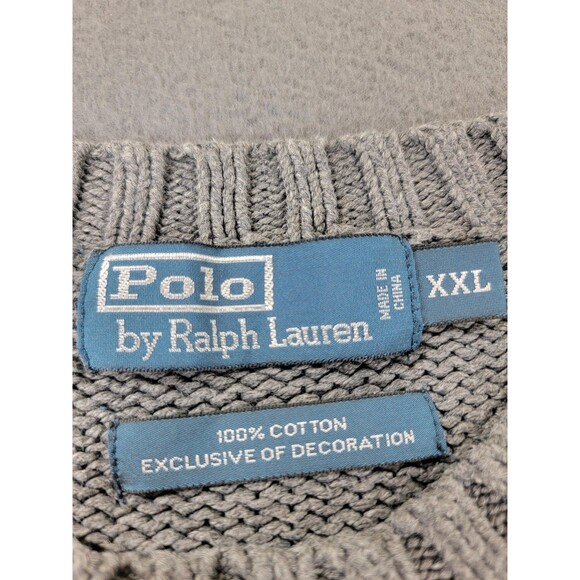 Polo
by Ralph Lauren
MADE IN
CHINA
XXL
100% COTTON
EXCLUSIVE OF DECORATION